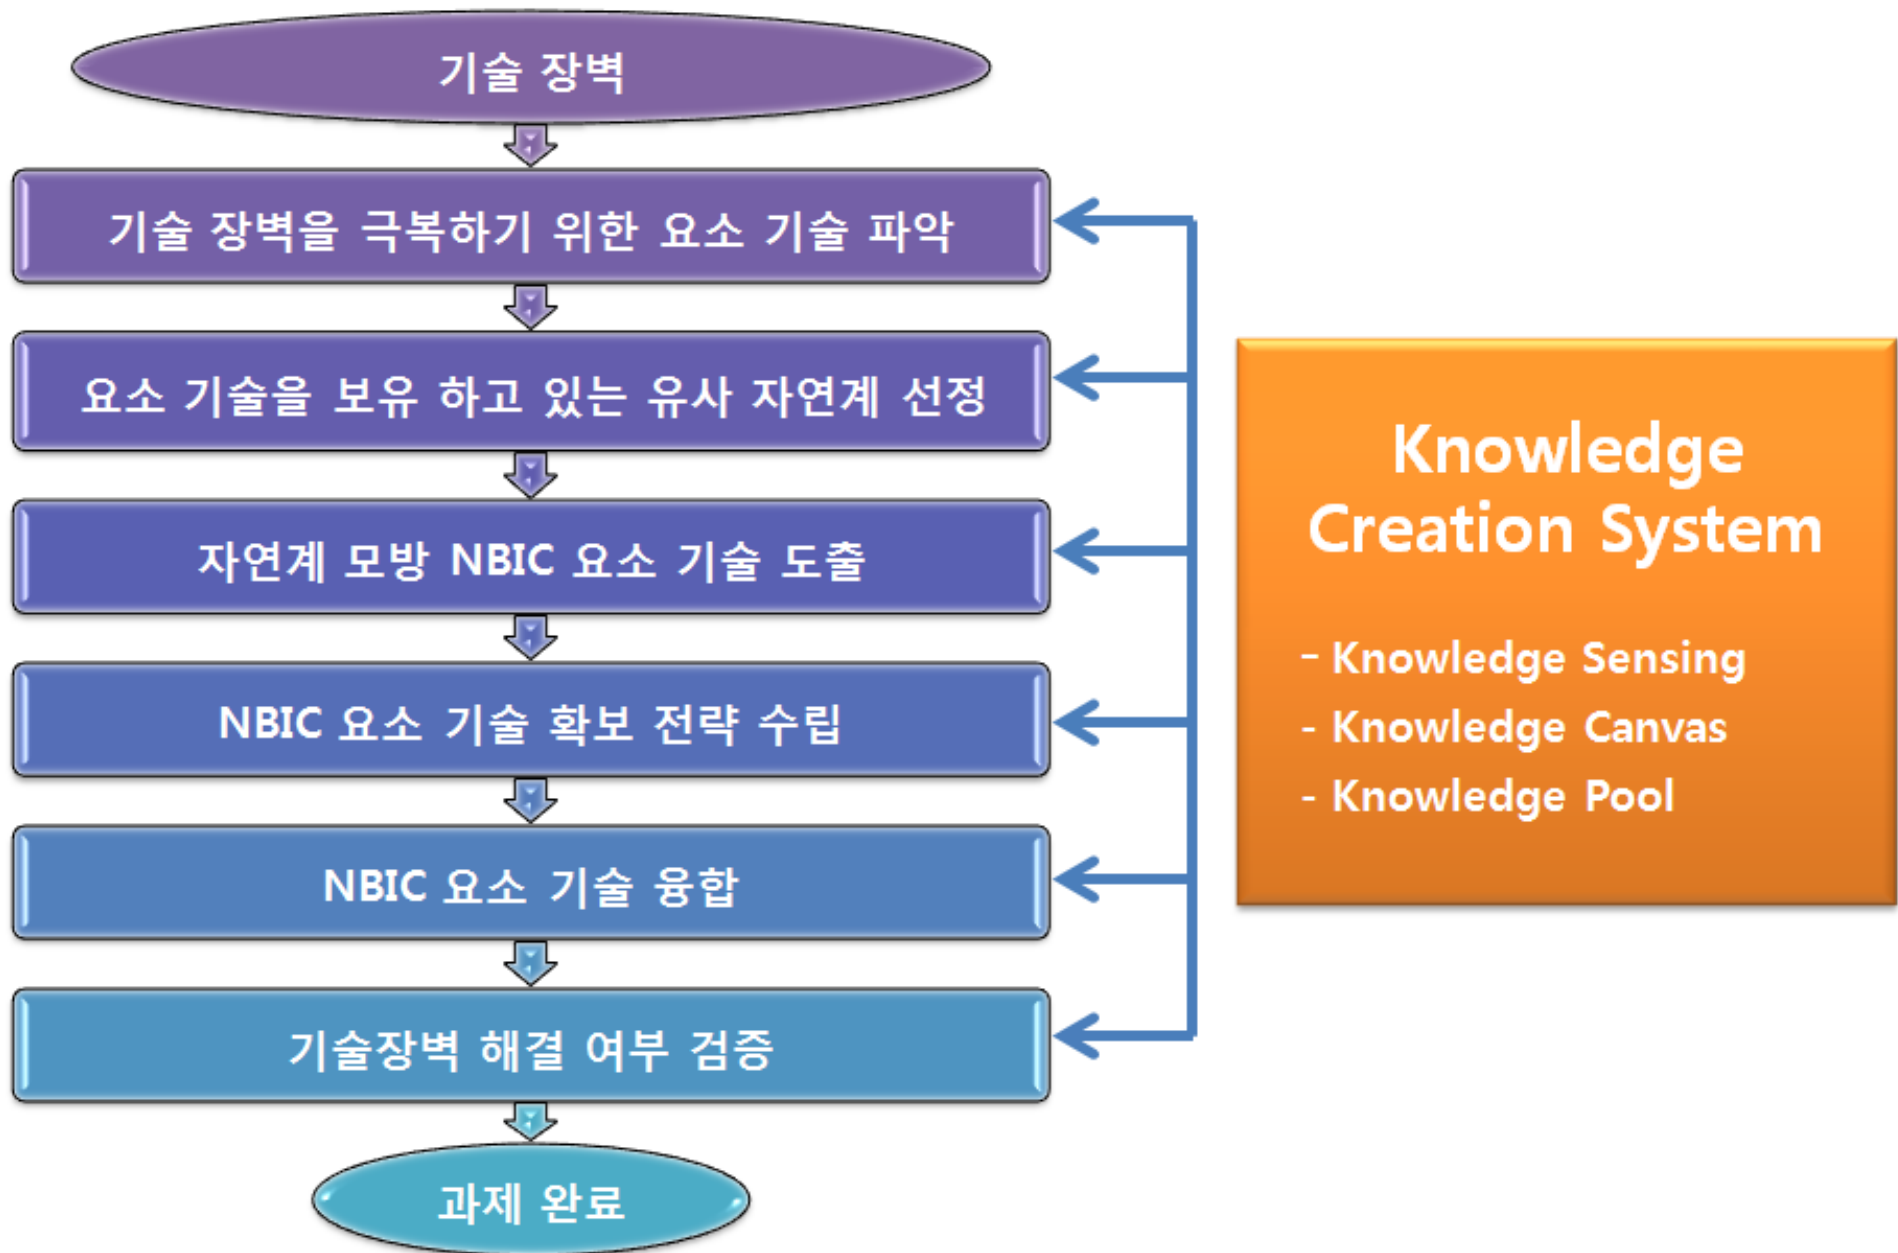 기술 장벽
기술 장벽을 극복하기 위한 요소 기술 파악
요소 기술을 보유 하고 있는 유사 자연계 선정
자연계 모방 NBIC 요소 기술 도출
NBIC 요소 기술 확보 전략 수립
NBIC 요소 기술 융합
기술장벽 해결 여부 검증
과제 완료
Knowledge
Creation System
- Knowledge Sensing
- Knowledge Canvas
- Knowledge Pool